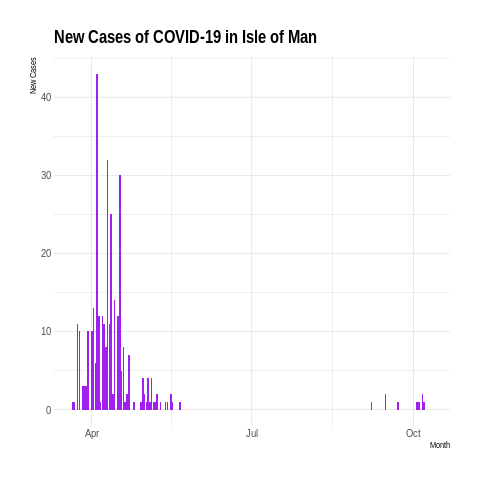 New Cases of COVID-19 in Isle of Man
New Cases
40
30
20
10
0
Apr
Jul
Oct
Month